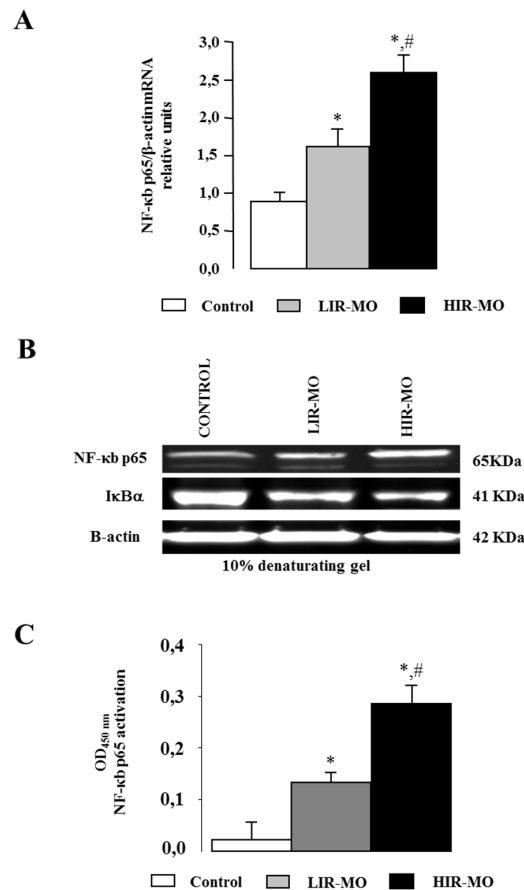 A
3,0
2,5
2,0
1,5
1,0
0,5
0,0
NF-κb p65/β-actin mRNA
relative units
*
*,#
Control LIR-MO HIR-MO
B
CONTROL LIR-MO HIR-MO
NF-κb p65 65KDa
IκBα 41 KDa
B-actin 42 KDa
10% denaturating gel
C
0,4
0,3
0,2
0,1
0,0
OD450 nm
NF-κb p65 activation
*
*,#
Control LIR-MO HIR-MO